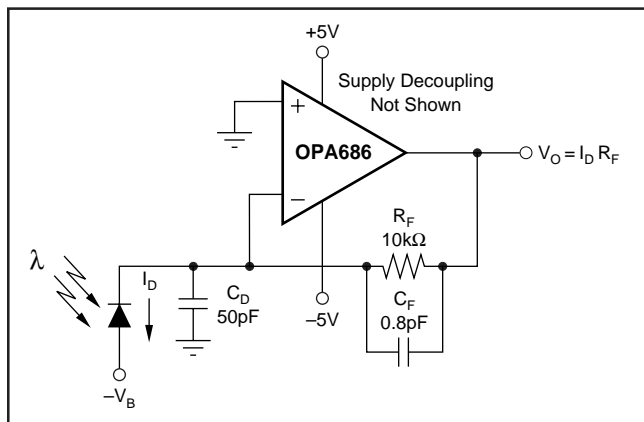 +5V
Supply Decoupling
Not Shown
+
OPA686
−
V_O = I_D R_F
R_F
10kΩ
λ
I_D
C_D
50pF
−5V
C_F
0.8pF
−V_B